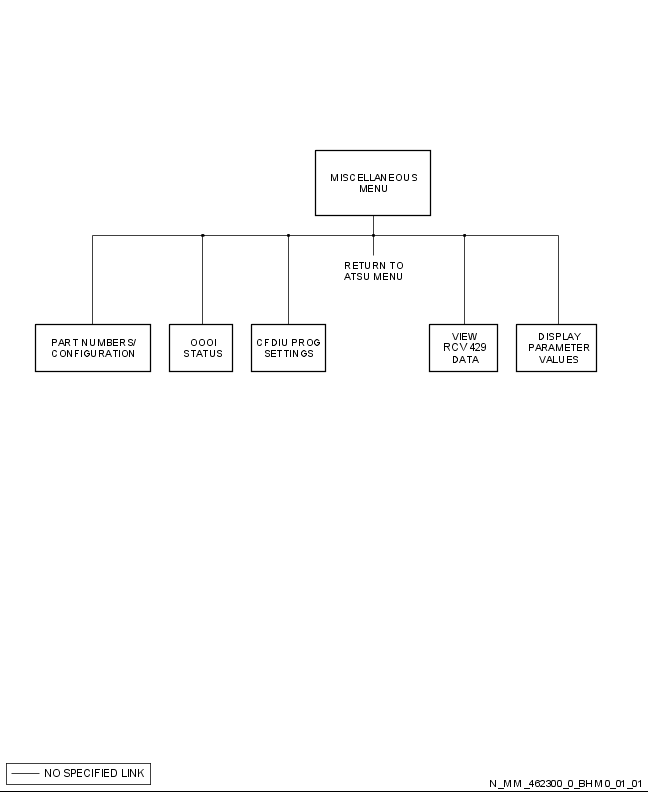 MISCELLANEOUS
MENU
RETURN TO
ATSU MENU
PART NUMBERS/
CONFIGURATION
OOOI
STATUS
CFDIU PROG
SETTINGS
VIEW
RCV 429
DATA
DISPLAY
PARAMETER
VALUES
NO SPECIFIED LINK
N_MM_462300_0_BHM0_01_01